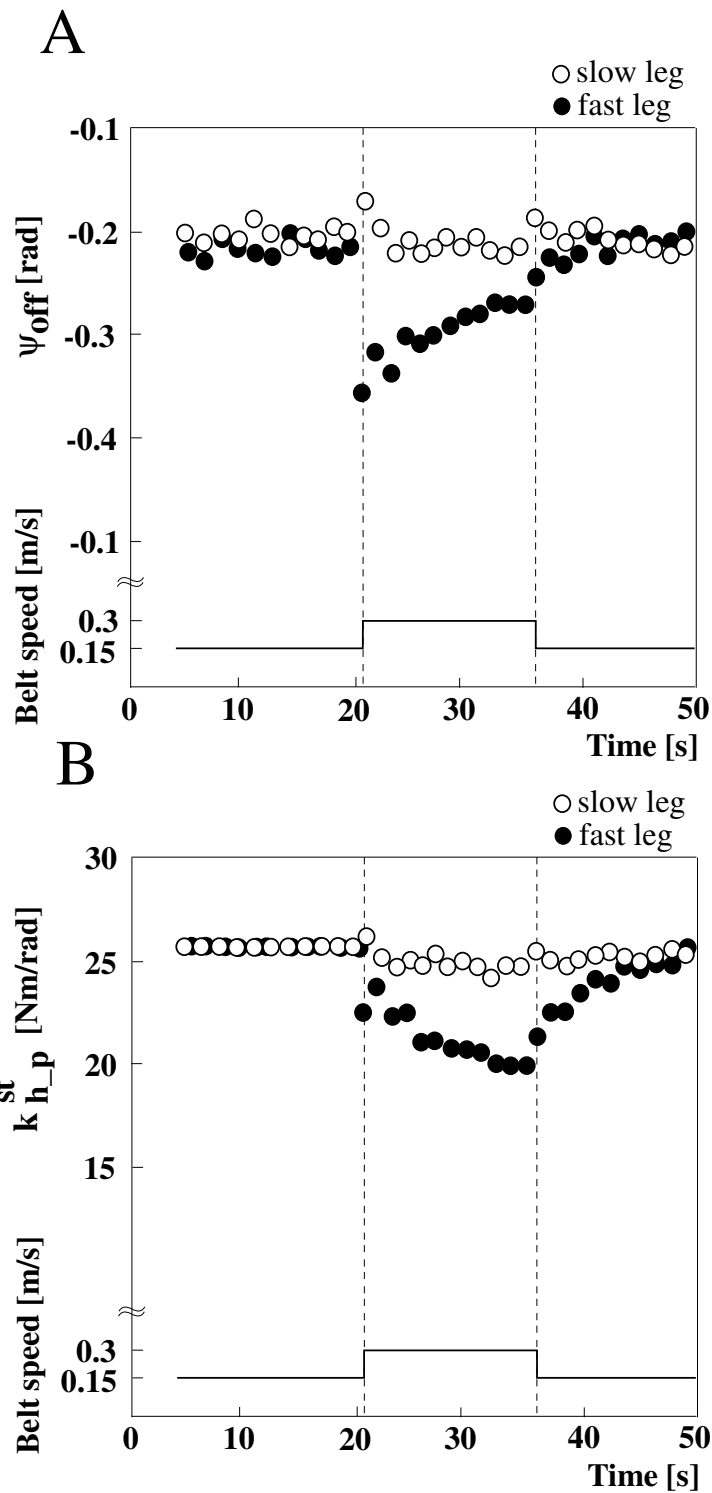 A
slow leg
fast leg
-0.1
-0.2
-0.3
-0.4
-0.1
ψoff [rad]
Belt speed [m/s]
0.3
0.15
0 10 20 30 40 50
Time [s]
B
slow leg
fast leg
30
25
20
15
k st h_p [Nm/rad]
Belt speed [m/s]
0.3
0.15
0 10 20 30 40 50
Time [s]